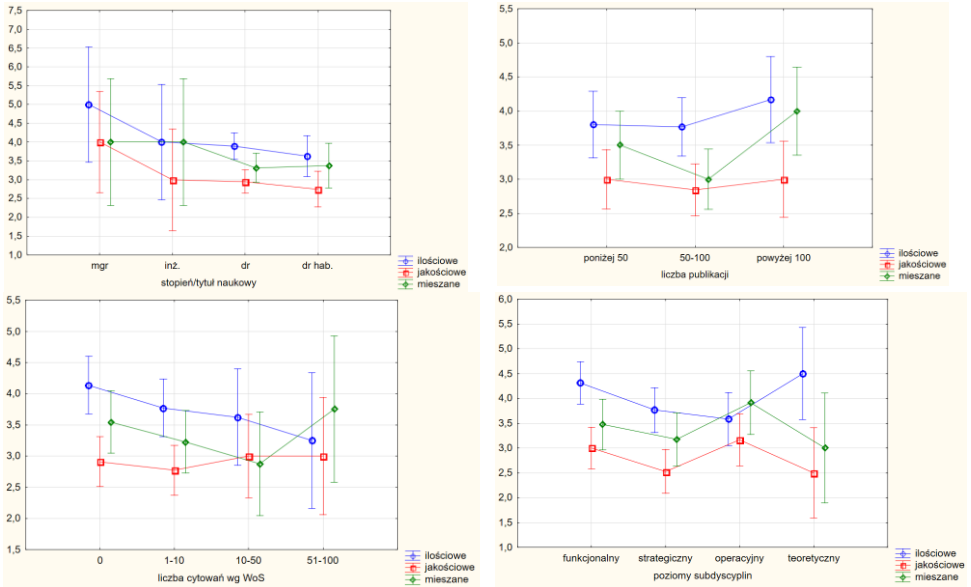 7,5
7,0
6,5
6,0
5,5
5,0
4,5
4,0
3,5
3,0
2,5
2,0
1,5
1,0
mgr inż. dr dr hab.
stopień/tytuł naukowy
ilościowe
jakościowe
mieszane
5,5
5,0
4,5
4,0
3,5
3,0
2,5
2,0
poniżej 50 50-100 powyżej 100
liczba publikacji
ilościowe
jakościowe
mieszane
5,5
5,0
4,5
4,0
3,5
3,0
2,5
2,0
1,5
0 1-10 10-50 51-100
liczba cytowań wg WoS
ilościowe
jakościowe
mieszane
6,0
5,5
5,0
4,5
4,0
3,5
3,0
2,5
2,0
1,5
1,0
funkcjonalny strategiczny operacyjny teoretyczny
poziomy subdyscyplin
ilościowe
jakościowe
mieszane